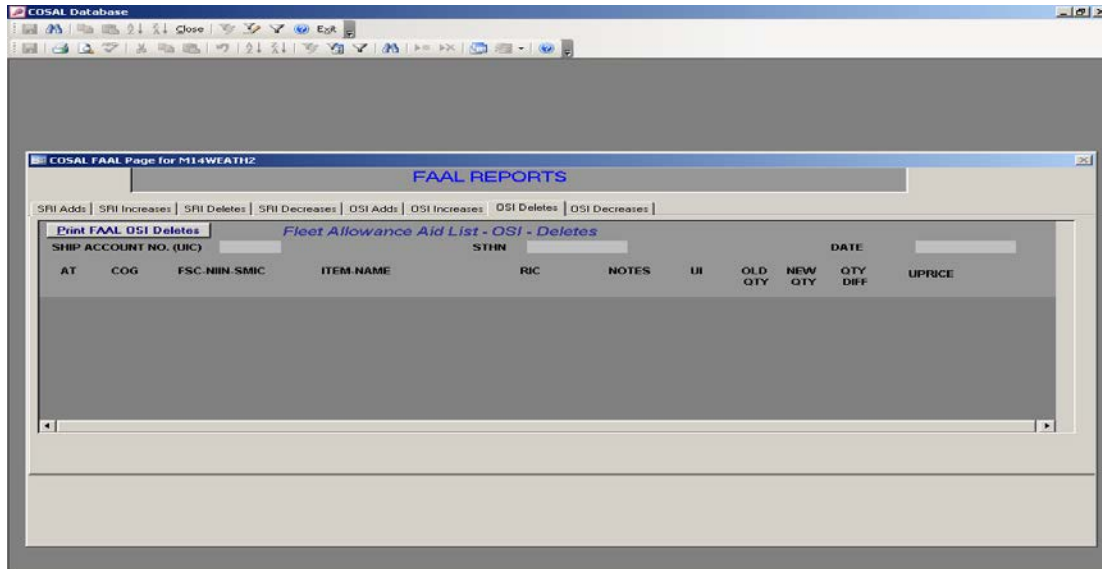 COSAL Database
Close Exit
COSAL FAAL Page for M14WEATH2
FAAL REPORTS
SRI Adds SRI Increases SRI Deletes SRI Decreases OSI Adds OSI Increases OSI Deletes OSI Decreases
Print FAAL OSI Deletes Fleet Allowance Aid List - OSI - Deletes
SHIP ACCOUNT NO. (UIC) STHN DATE
AT COG FSC-NIIN-SMIC ITEM-NAME RIC NOTES UI OLD QTY NEW QTY QTY DIFF UPRICE